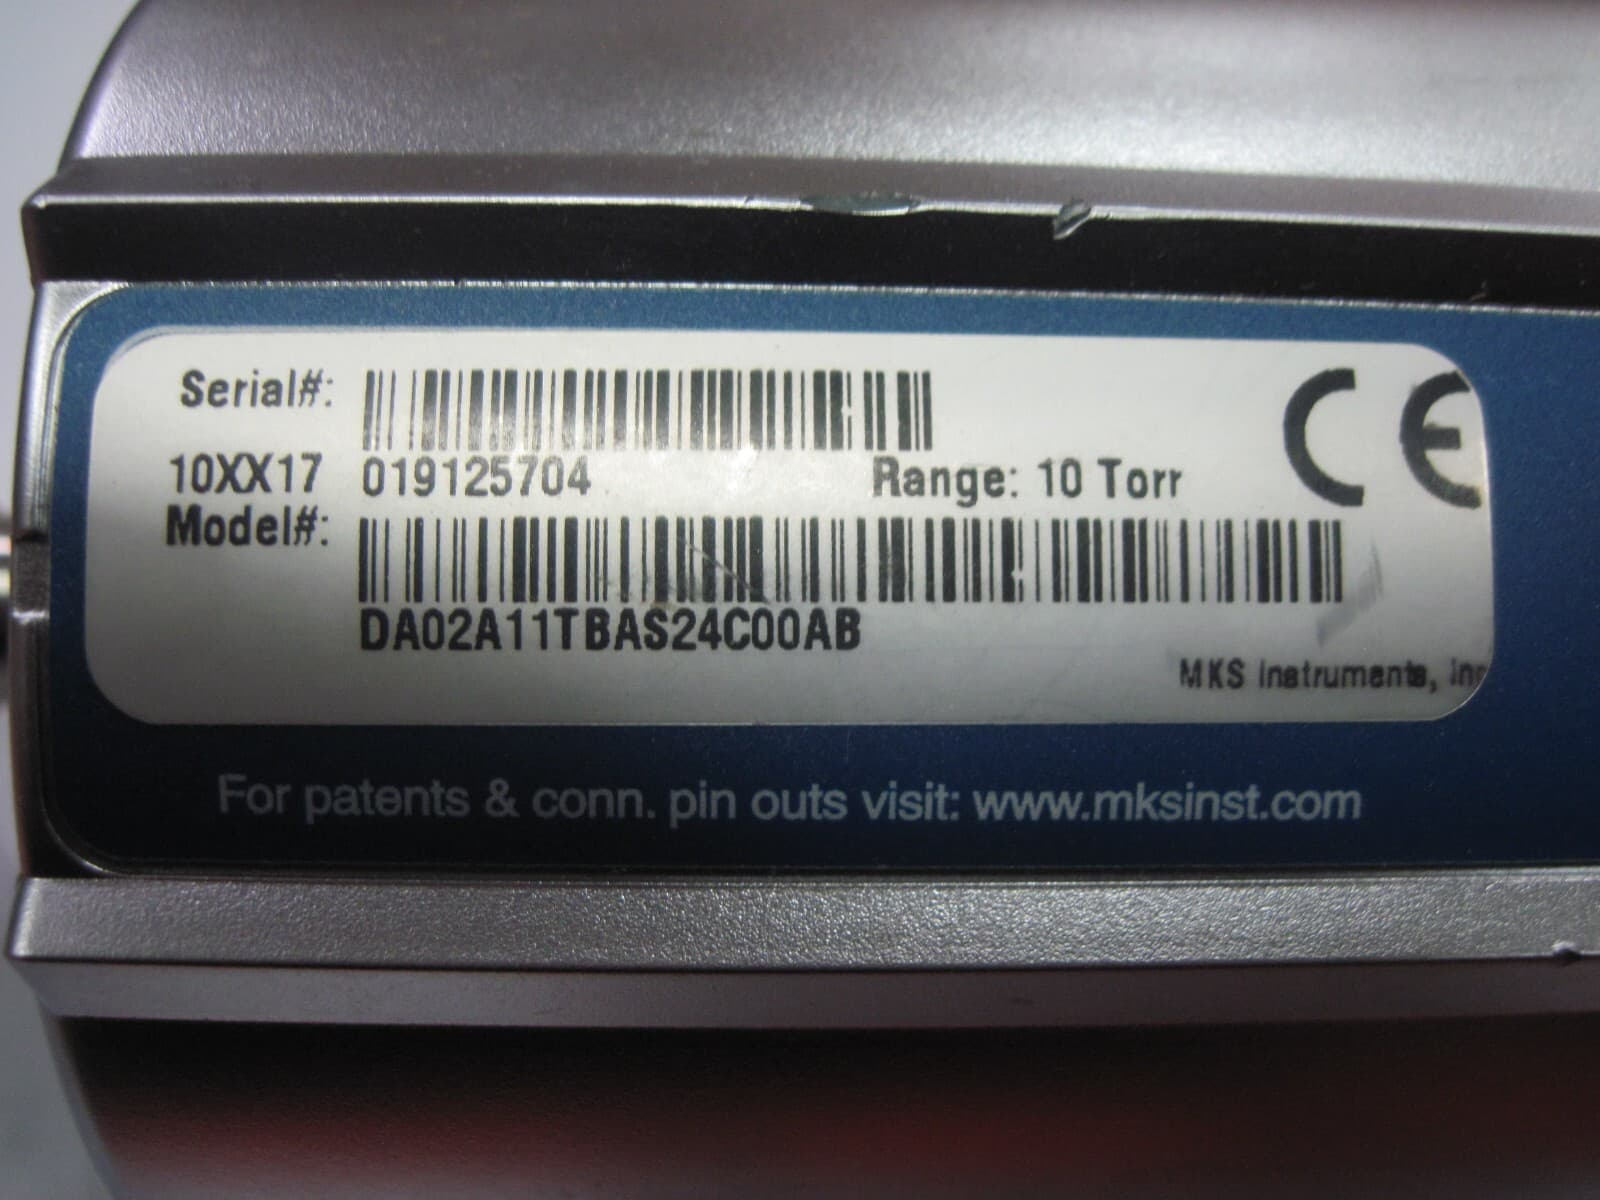 Serial#:
10XX17 019125704 Range: 10 Torr
Model#:
DA02A11TBAS24C00AB
CE
MKS Instruments, Inc
For patents & conn. pin outs visit: www.mksinst.com